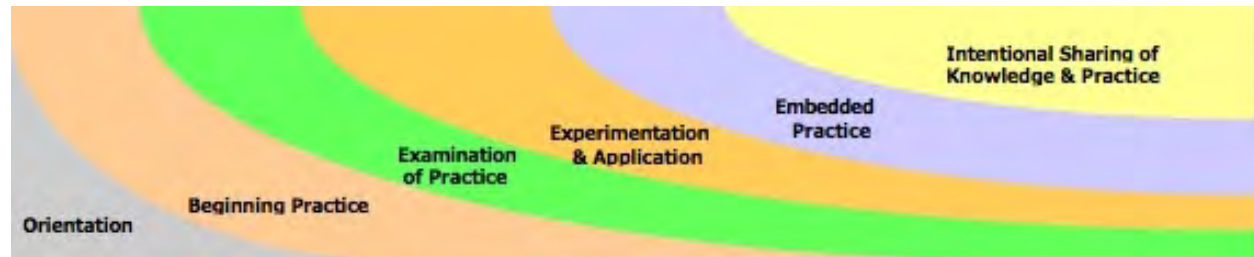 Orientation
Beginning Practice
Examination
of Practice
Experimentation
& Application
Embedded
Practice
Intentional Sharing of
Knowledge & Practice